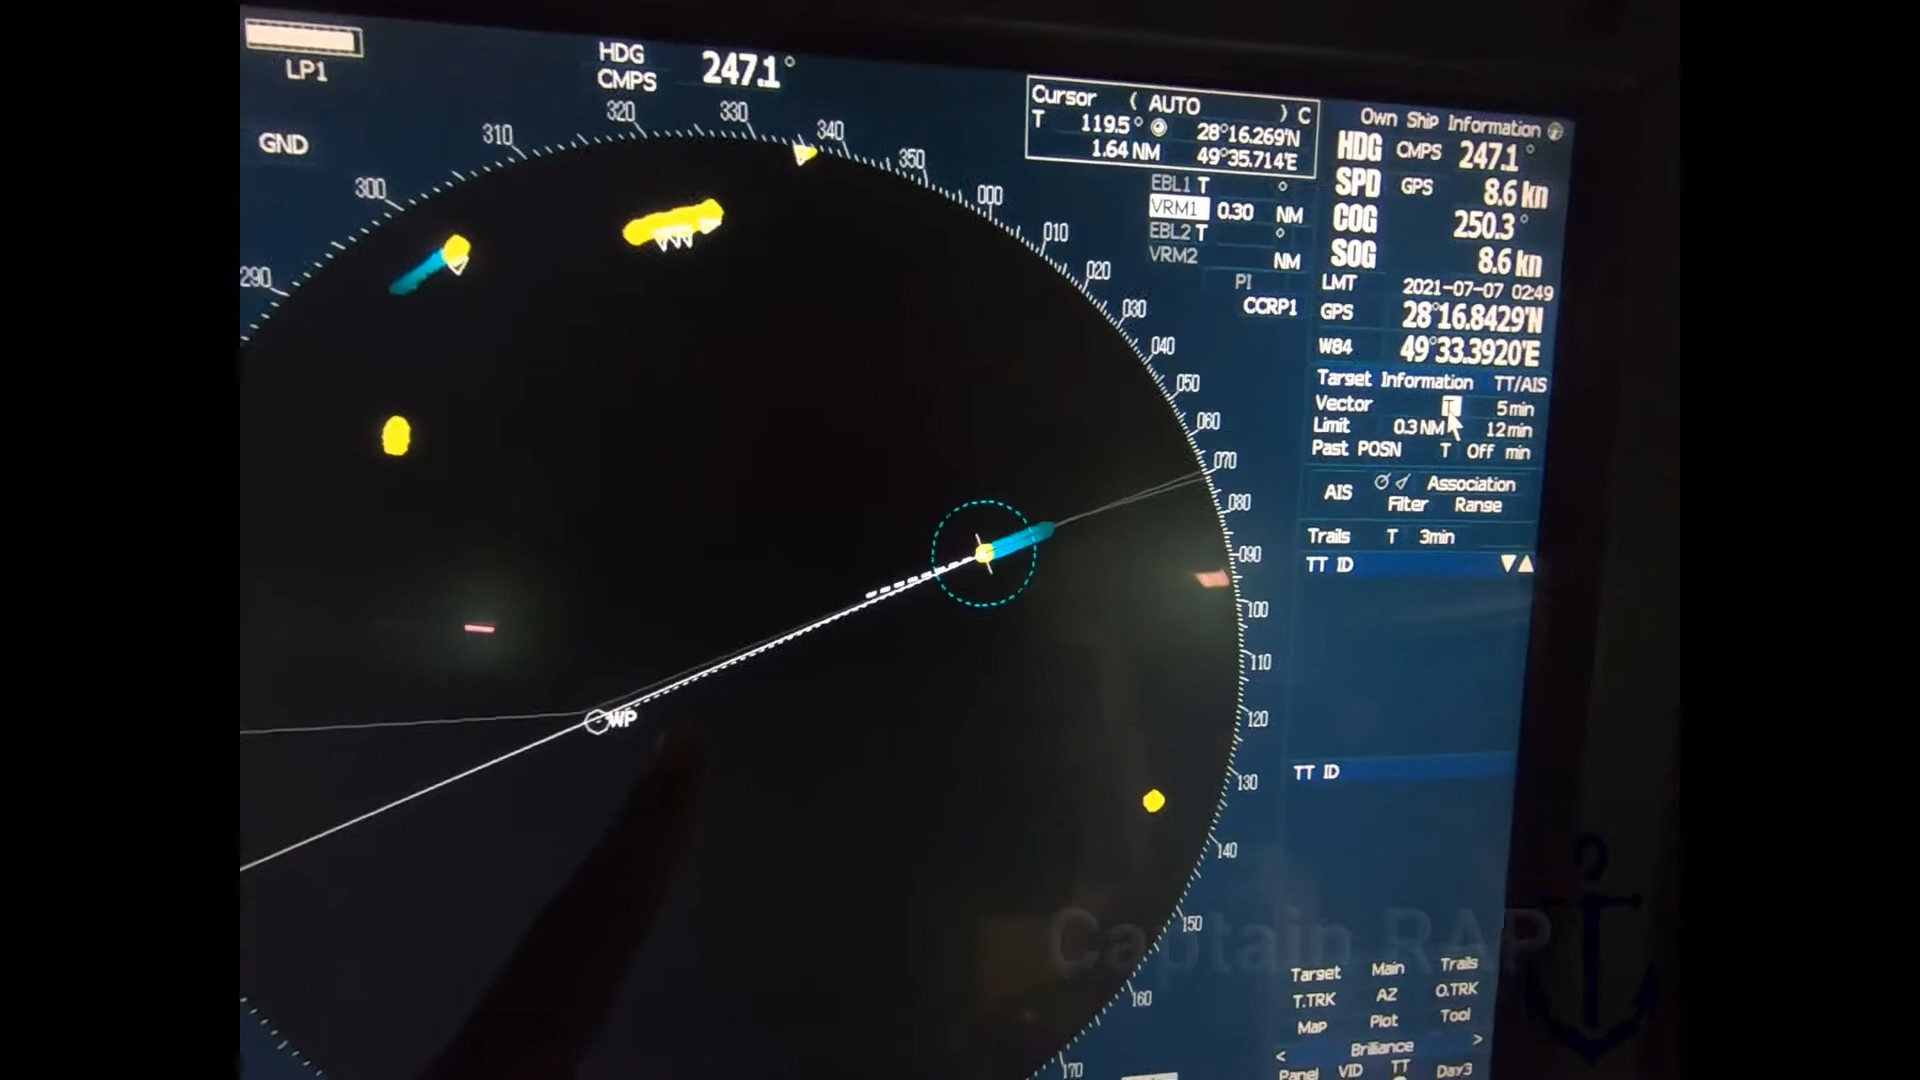 LP1
HDG
CMPS 247.1°
GND
290
300
310
320
330
340
350
000
010
020
030
040
050
060
070
080
090
100
110
120
130
140
150
160
170
WP
Cursor ( AUTO ) C
T 119.5° 28°16.269'N
1.64 NM 49°35.714'E
EBL1 T °
VRM1 0.30 NM
EBL2 T °
VRM2 NM
PI
CCRP1
Own Ship Information
HDG CMPS 247.1°
SPD GPS 8.6 kn
COG 250.3°
SOG 8.6 kn
LMT 2021-07-07 02:49
GPS 28°16.8429'N
W84 49°33.3920'E
Target Information TT/AIS
Vector T 5min
Limit 0.3NM 12min
Past POSN T Off min
AIS Association
Filter Range
Trails T 3min
TT ID
TT ID
Captain RAP
Target Main Trails
T.TRK AZ O.TRK
Map Plot Tool
< Brilliance >
Panel VID TT Day3